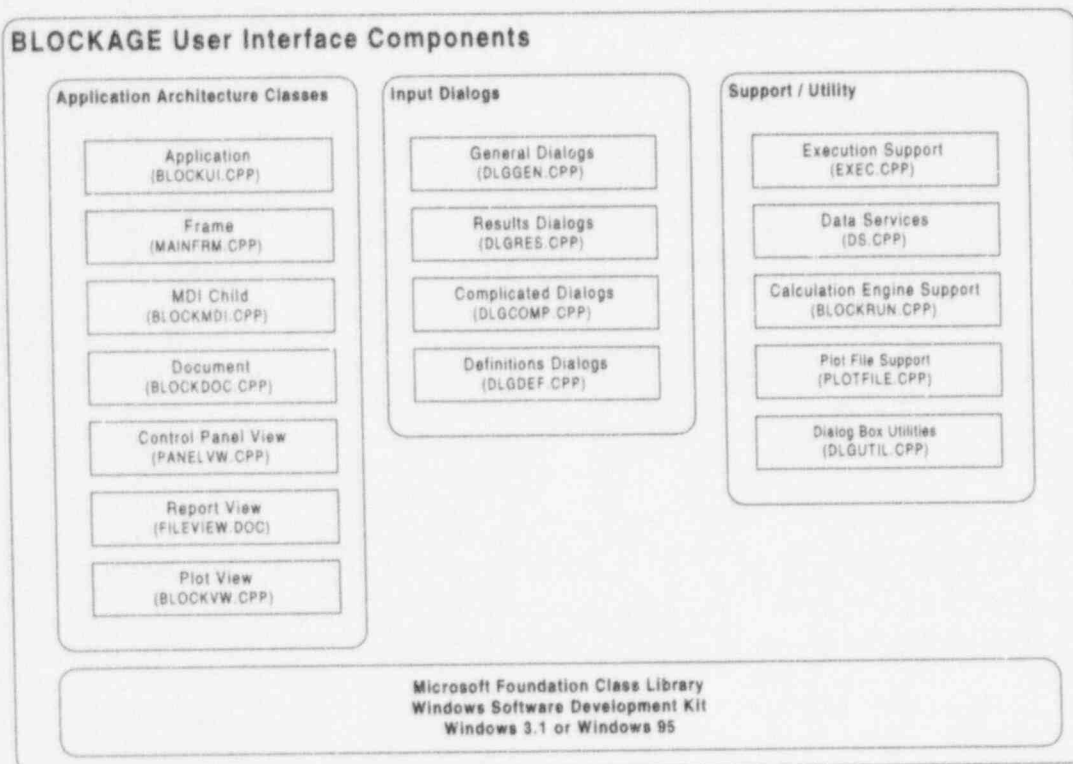 BLOCKAGE User Interface Components
Application Architecture Classes
Application
(BLOCKUI.CPP)
Frame
(MAINFRM.CPP)
MDI Child
(BLOCKMDI.CPP)
Document
(BLOCKDOC.CPP)
Control Panel View
(PANELVW.CPP)
Report View
(FILEVIEW.DOC)
Plot View
(BLOCKVW.CPP)
Input Dialogs
General Dialogs
(DLGGEN.CPP)
Results Dialogs
(DLGRES.CPP)
Complicated Dialogs
(DLGCOMP.CPP)
Definitions Dialogs
(DLGDEF.CPP)
Support / Utility
Execution Support
(EXEC.CPP)
Data Services
(DS.CPP)
Calculation Engine Support
(BLOCKRUN.CPP)
Plot File Support
(PLOTFILE.CPP)
Dialog Box Utilities
(DLGUTIL.CPP)
Microsoft Foundation Class Library
Windows Software Development Kit
Windows 3.1 or Windows 95